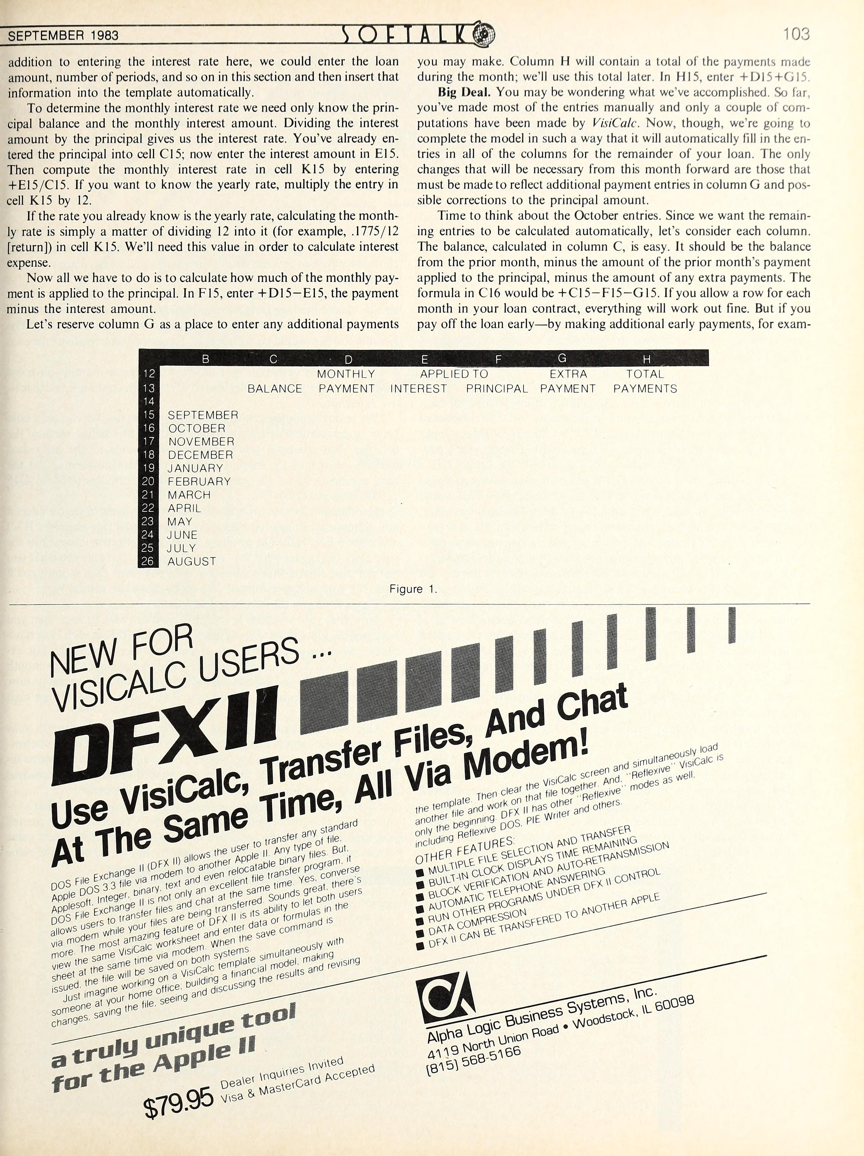 SEPTEMBER 1983
SOFTALK
103
addition to entering the interest rate here, we could enter the loan
amount, number of periods, and so on in this section and then insert that
information into the template automatically.
To determine the monthly interest rate we need only know the prin-
cipal balance and the monthly interest amount. Dividing the interest
amount by the principal gives us the interest rate. You've already en-
tered the principal into cell C15; now enter the interest amount in E15.
Then compute the monthly interest rate in cell K15 by entering
+E15/C15. If you want to know the yearly rate, multiply the entry in
cell K15 by 12.
If the rate you already know is the yearly rate, calculating the month-
ly rate is simply a matter of dividing 12 into it (for example, .1775/12
[return]) in cell K15. We'll need this value in order to calculate interest
expense.
Now all we have to do is to calculate how much of the monthly pay-
ment is applied to the principal. In F15, enter +D15−E15, the payment
minus the interest amount.
Let's reserve column G as a place to enter any additional payments
you may make. Column H will contain a total of the payments made
during the month; we'll use this total later. In H15, enter +D15+G15.
Big Deal. You may be wondering what we've accomplished. So far,
you've made most of the entries manually and only a couple of com-
putations have been made by VisiCalc. Now, though, we're going to
complete the model in such a way that it will automatically fill in the en-
tries in all of the columns for the remainder of your loan. The only
changes that will be necessary from this month forward are those that
must be made to reflect additional payment entries in column G and pos-
sible corrections to the principal amount.
Time to think about the October entries. Since we want the remain-
ing entries to be calculated automatically, let's consider each column.
The balance, calculated in column C, is easy. It should be the balance
from the prior month, minus the amount of the prior month's payment
applied to the principal, minus the amount of any extra payments. The
formula in C16 would be +C15−F15−G15. If you allow a row for each
month in your loan contract, everything will work out fine. But if you
pay off the loan early—by making additional early payments, for exam-
B C D E F G H
12 MONTHLY APPLIED TO EXTRA TOTAL
13 BALANCE PAYMENT INTEREST PRINCIPAL PAYMENT PAYMENTS
14
15 SEPTEMBER
16 OCTOBER
17 NOVEMBER
18 DECEMBER
19 JANUARY
20 FEBRUARY
21 MARCH
22 APRIL
23 MAY
24 JUNE
25 JULY
26 AUGUST
Figure 1.
NEW FOR
VISICALC USERS ...
DFX II
Use VisiCalc, Transfer Files, And Chat
At The Same Time, All Via Modem!
DOS File Exchange II (DFX II) allows the user to transfer any standard
Apple DOS 3.3 file via modem to another Apple II. Any type of file,
Applesoft, Integer, binary, text and even relocatable binary files. But,
DOS File Exchange II is not only an excellent file transfer program, it
allows users to transfer files and chat at the same time. Yes, converse
via modem while your files are being transferred. Sounds great, there's
more. The most amazing feature of DFX II is its ability to let both users
view the same VisiCalc worksheet and enter data or formulas in the
sheet at the same time via modem. When the save command is
issued, the file will be saved on both systems.
Just imagine working on a VisiCalc template simultaneously with
someone at your home office, building a financial model, making
changes, saving the file, seeing and discussing the results and revising
the template. Then clear the VisiCalc screen and simultaneously load
another file and work on that file together. And, "Reflexive" VisiCalc is
only the beginning. DFX II has other "Reflexive" modes as well,
including Reflexive DOS, PIE Writer and others.
OTHER FEATURES:
■ MULTIPLE FILE SELECTION AND TRANSFER
■ BUILT-IN CLOCK DISPLAYS TIME REMAINING
■ BLOCK VERIFICATION AND AUTO-RETRANSMISSION
■ AUTOMATIC TELEPHONE ANSWERING
■ RUN OTHER PROGRAMS UNDER DFX II CONTROL
■ DATA COMPRESSION
■ DFX II CAN BE TRANSFERED TO ANOTHER APPLE
a truly unique tool
for the Apple II
$79.95
Dealer Inquiries Invited
Visa & MasterCard Accepted
Alpha Logic Business Systems, Inc.
4119 North Union Road • Woodstock, IL 60098
(815) 568-5166